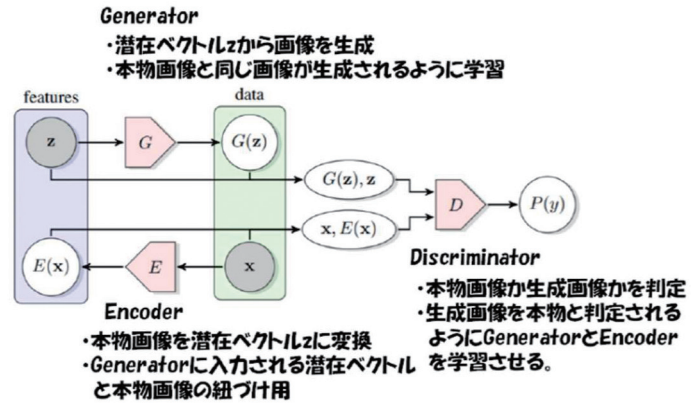 Generator
・潜在ベクトルzから画像を生成
・本物画像と同じ画像が生成されるように学習
features
data
z
G
G(z)
G(z), z
D
P(y)
x, E(x)
E(x)
E
x
Discriminator
・本物画像か生成画像かを判定
・生成画像を本物と判定される
ようにGeneratorとEncoder
を学習させる。
Encoder
・本物画像を潜在ベクトルzに変換
・Generatorに入力される潜在ベクトル
と本物画像の紐づけ用